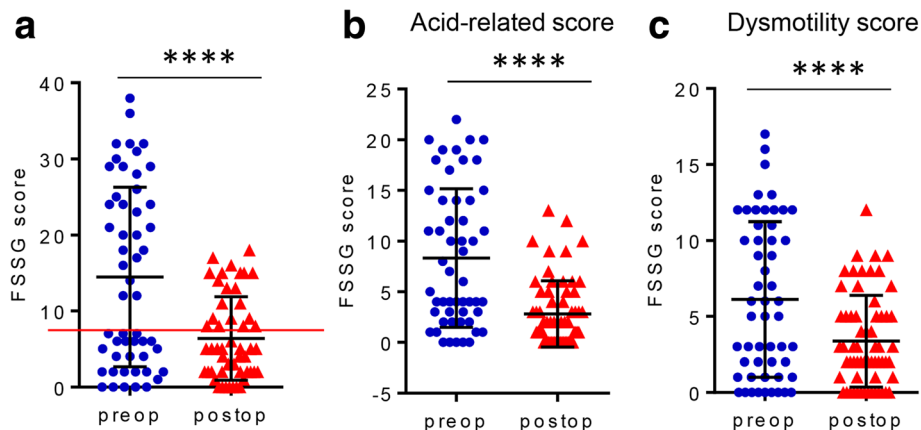 a
****
40
30
20
10
0
FSSG score
preop postop
b Acid-related score
****
25
20
15
10
5
0
-5
FSSG score
preop postop
c Dysmotility score
****
20
15
10
5
0
FSSG score
preop postop